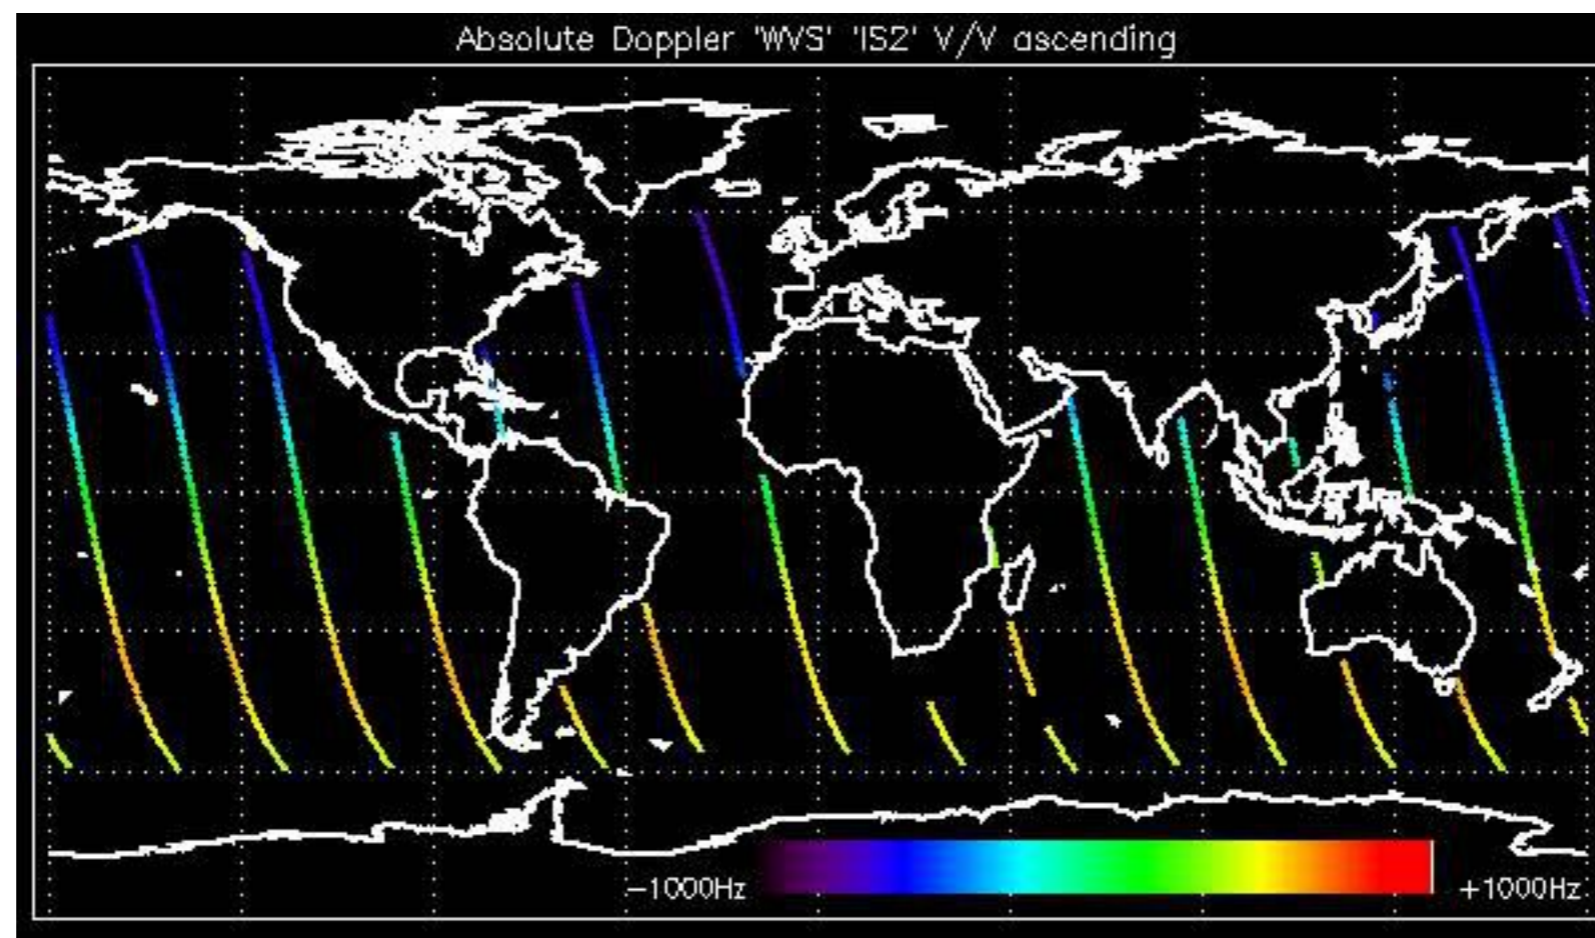 Absolute Doppler 'WVS' 'IS2' V/V ascending
−1000Hz +1000Hz